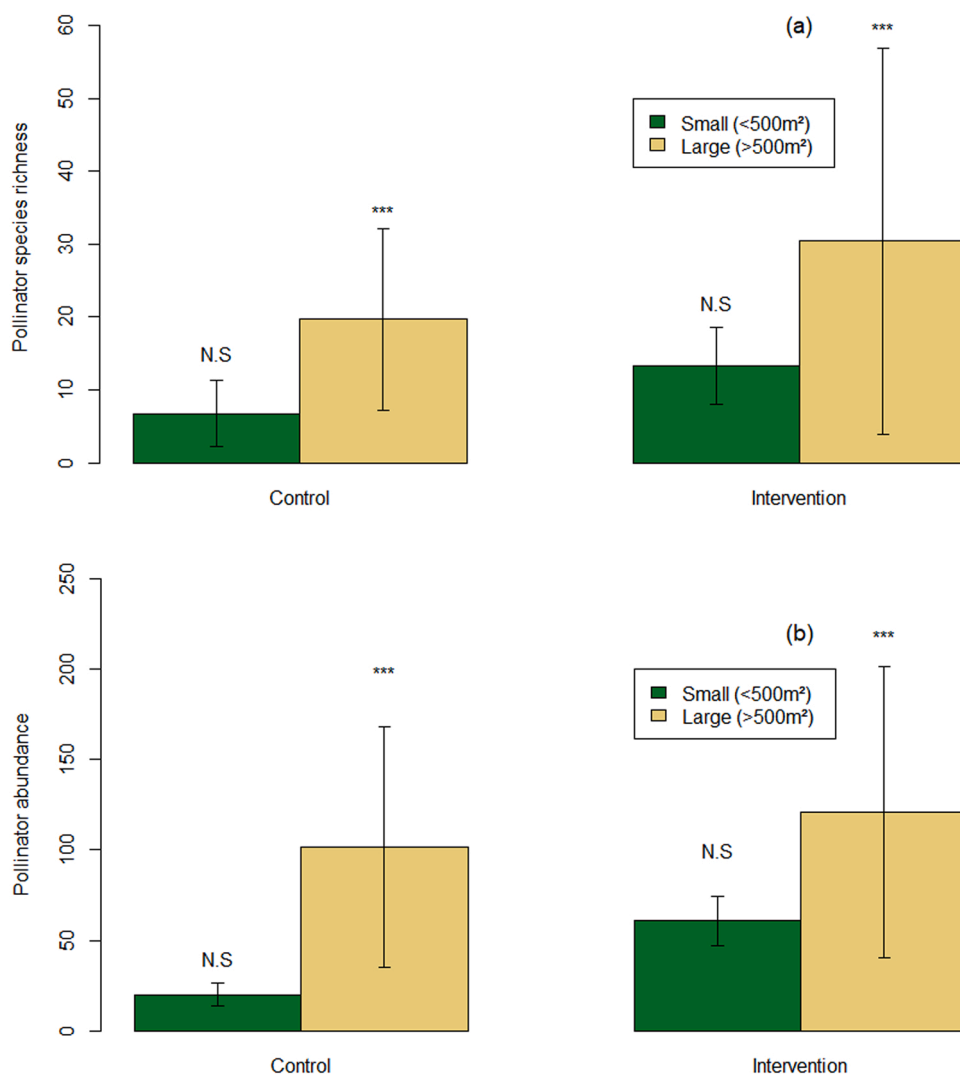 (a)
***
60
50
40
30
20
10
0
Pollinator species richness
Small (<500m²)
Large (>500m²)
***
N.S
N.S
Control
Intervention
(b)
***
250
200
150
100
50
0
Pollinator abundance
Small (<500m²)
Large (>500m²)
***
N.S
N.S
Control
Intervention